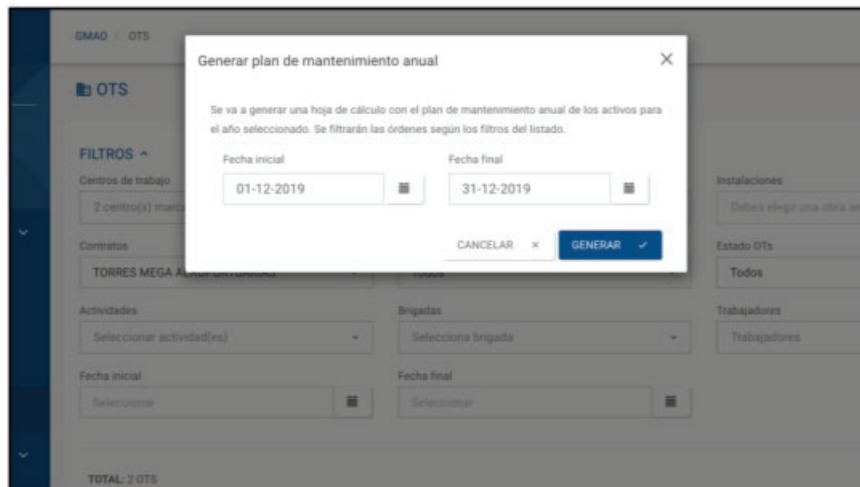 GMAO / OTS
Generar plan de mantenimiento anual
OTS
Se va a generar una hoja de cálculo con el plan de mantenimiento anual de los activos para
el año seleccionado. Se filtrarán las órdenes según los filtros del listado.
FILTROS
Fecha inicial
Fecha final
Centros de trabajo
Instalaciones
01-12-2019
31-12-2019
2 centro(s)
Debes elegir una obra
CANCELAR
GENERAR
Contratos
Estado OTs
TORRES MEGA
Todos
Todos
Actividades
Brigadas
Trabajadores
Seleccionar actividad(es)
Selecciona brigada
Trabajadores
Fecha inicial
Fecha final
Seleccionar
Seleccionar
TOTAL: 2 OTS